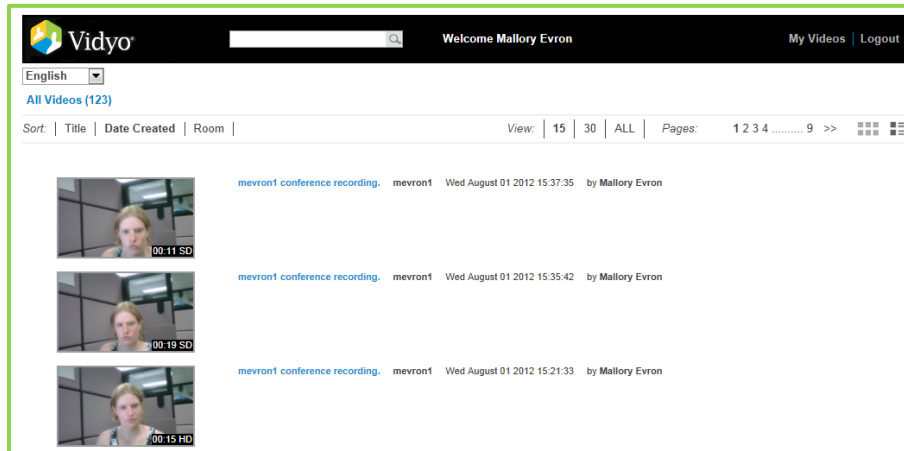 Vidyo Welcome Mallory Evron My Videos | Logout
English
All Videos (123)
Sort: | Title | Date Created | Room | View: | 15 | 30 | ALL | Pages: 1 2 3 4 .......... 9 >>
mevron1 conference recording. mevron1 Wed August 01 2012 15:37:35 by Mallory Evron
00:11 SD
mevron1 conference recording. mevron1 Wed August 01 2012 15:35:42 by Mallory Evron
00:19 SD
mevron1 conference recording. mevron1 Wed August 01 2012 15:21:33 by Mallory Evron
00:15 HD